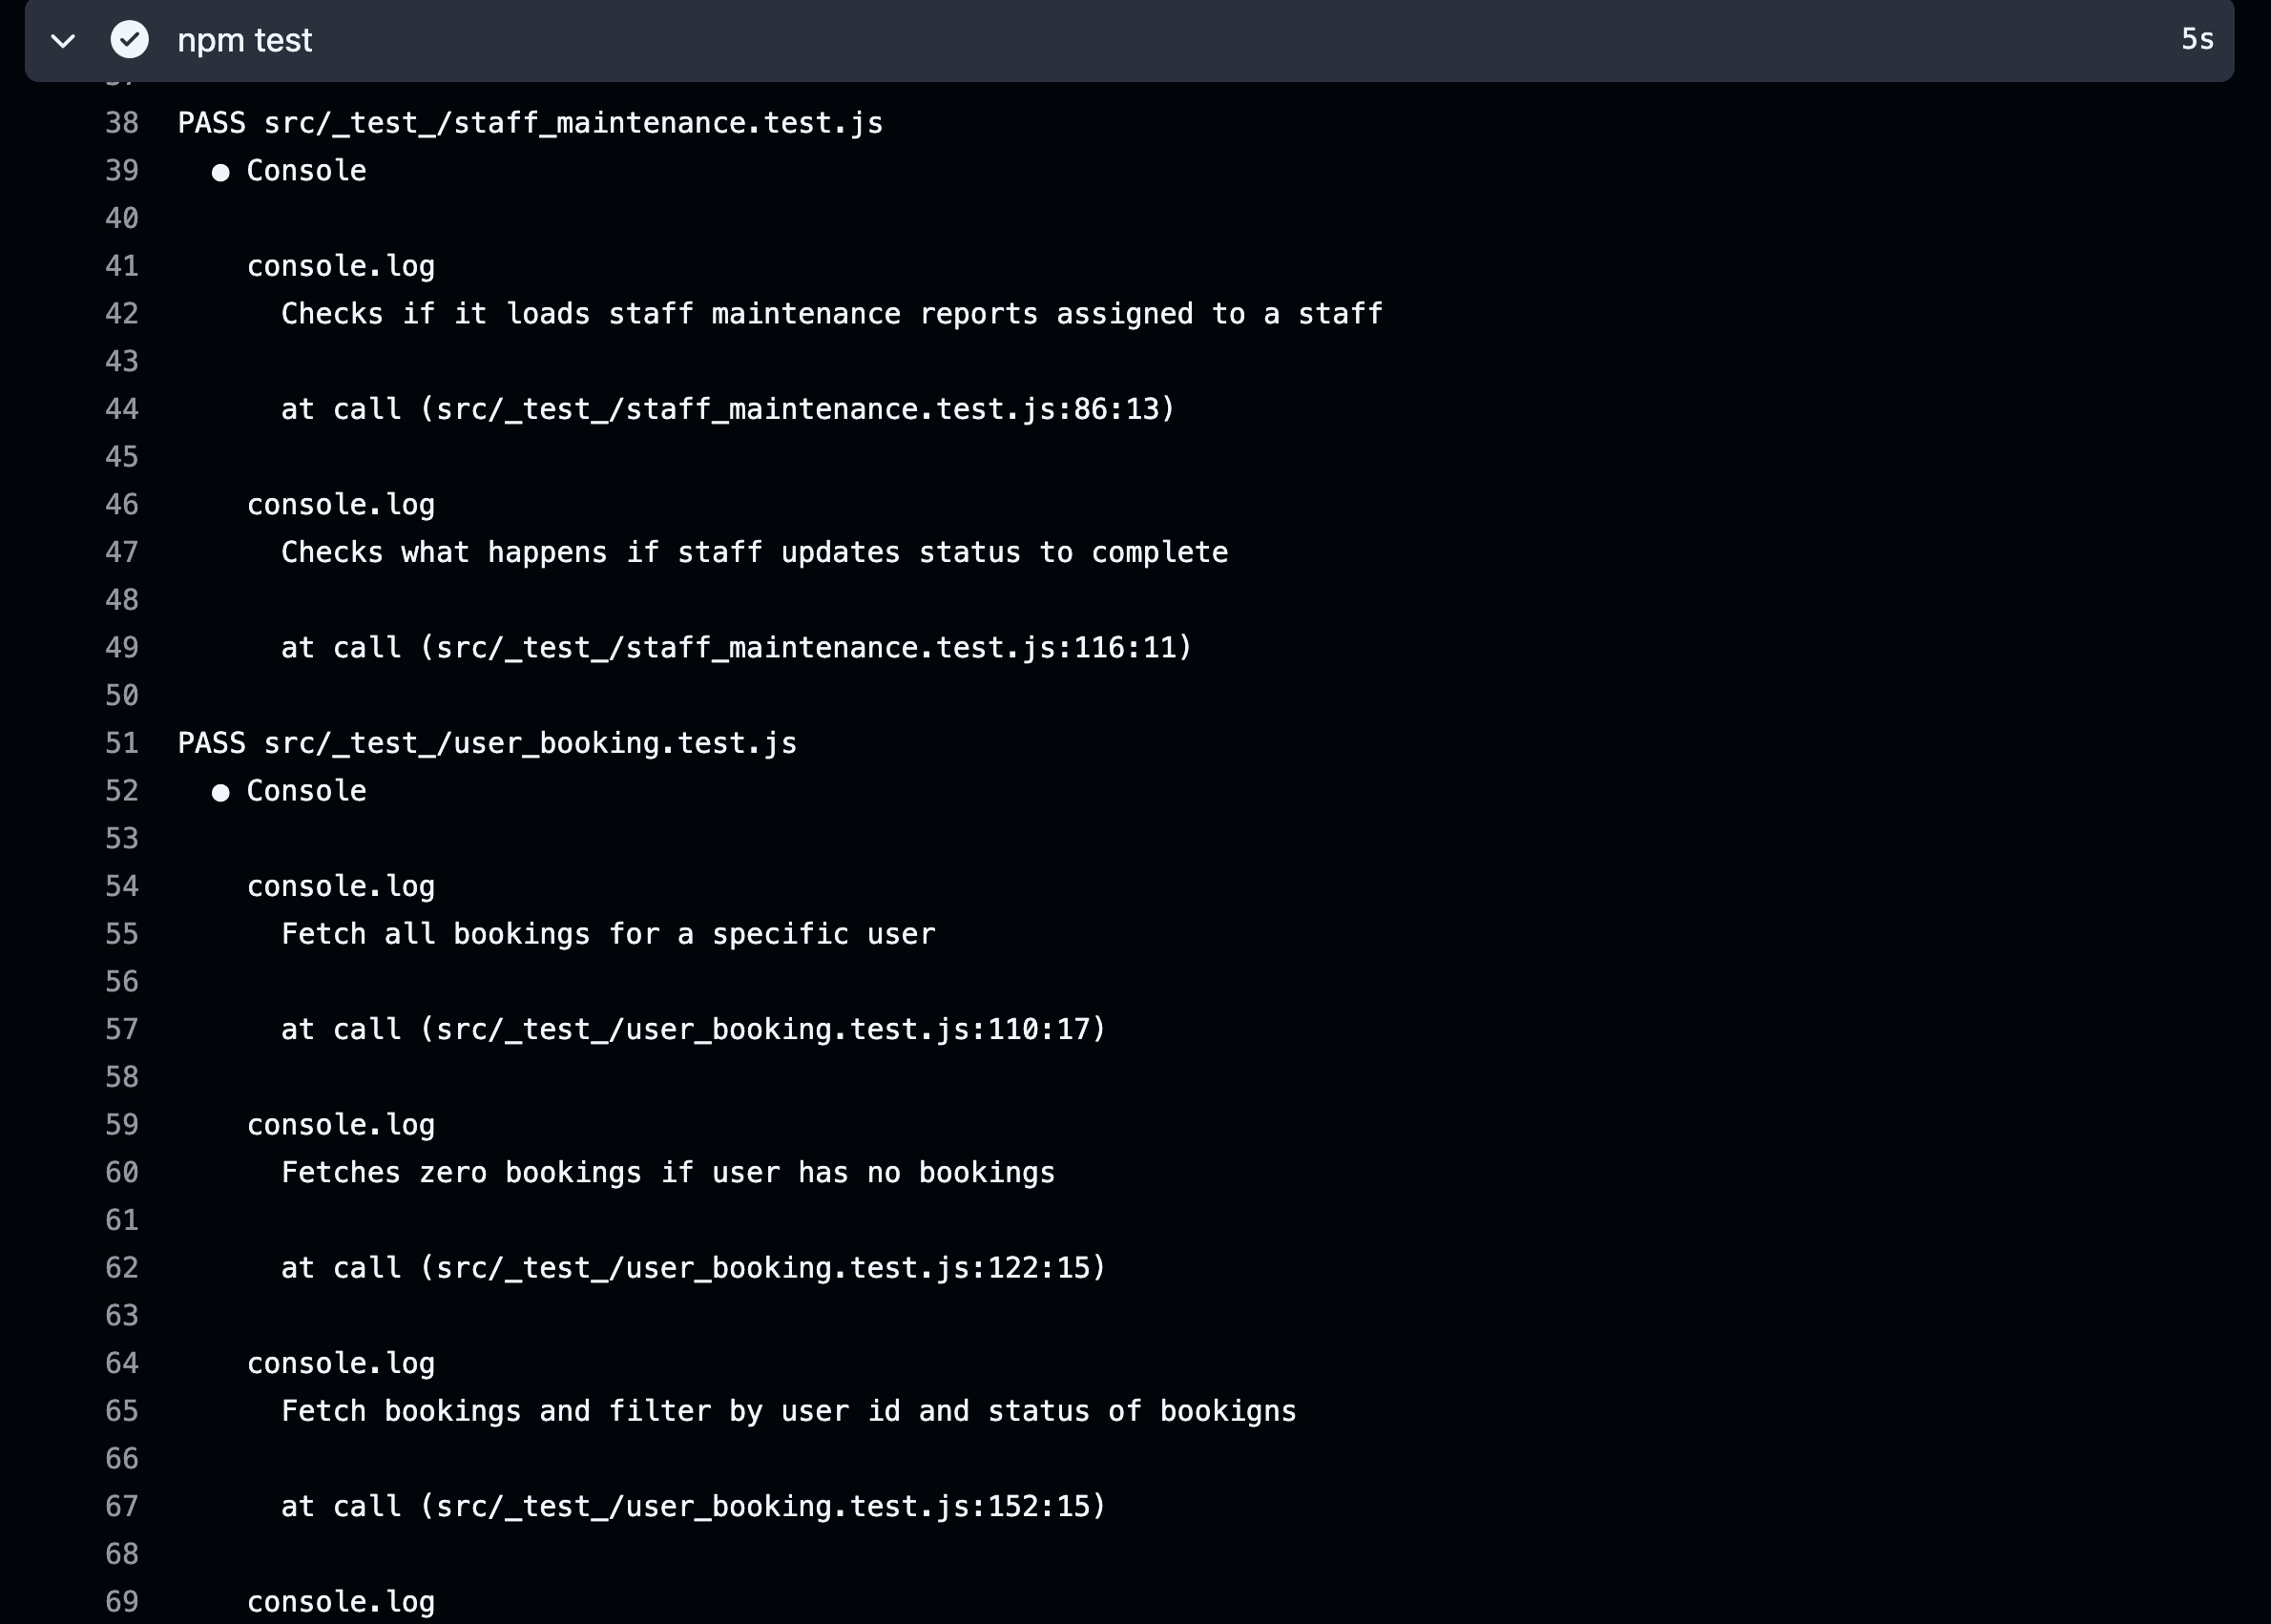 npm test
5s
37
38 PASS src/_test_/staff_maintenance.test.js
39 ● Console
40
41 console.log
42 Checks if it loads staff maintenance reports assigned to a staff
43
44 at call (src/_test_/staff_maintenance.test.js:86:13)
45
46 console.log
47 Checks what happens if staff updates status to complete
48
49 at call (src/_test_/staff_maintenance.test.js:116:11)
50
51 PASS src/_test_/user_booking.test.js
52 ● Console
53
54 console.log
55 Fetch all bookings for a specific user
56
57 at call (src/_test_/user_booking.test.js:110:17)
58
59 console.log
60 Fetches zero bookings if user has no bookings
61
62 at call (src/_test_/user_booking.test.js:122:15)
63
64 console.log
65 Fetch bookings and filter by user id and status of bookigns
66
67 at call (src/_test_/user_booking.test.js:152:15)
68
69 console.log